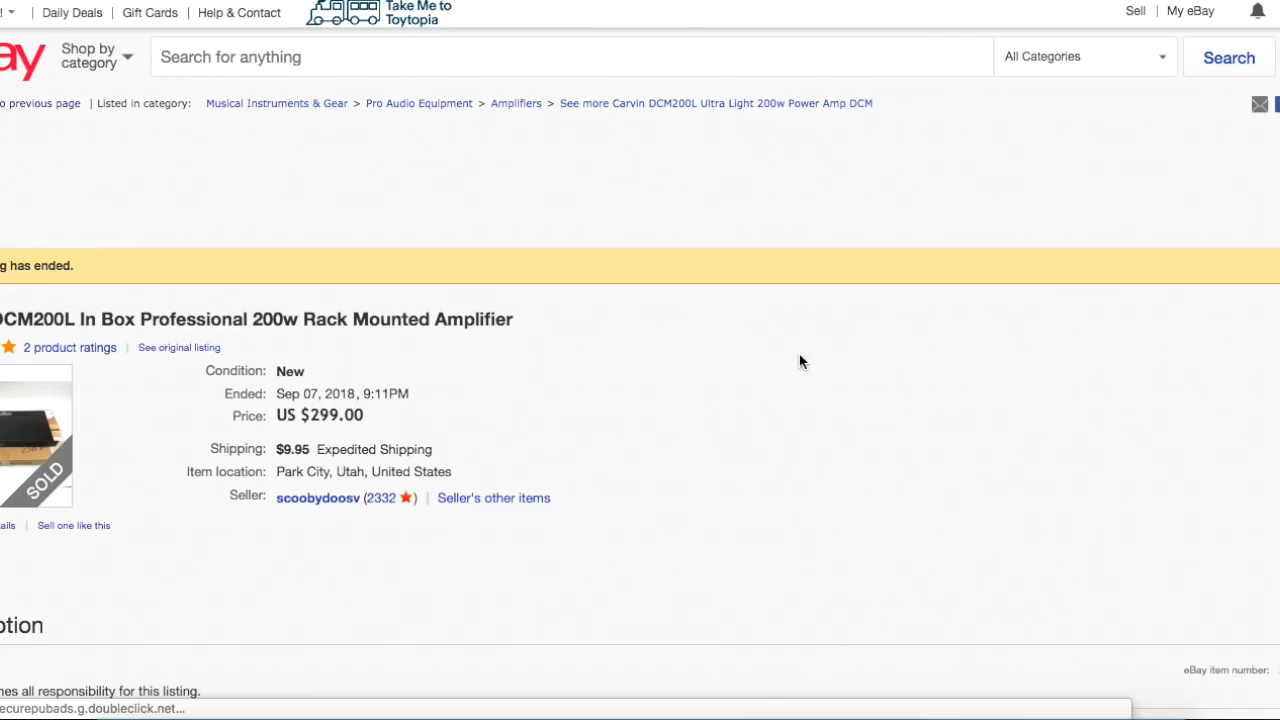 ! Daily Deals | Gift Cards | Help & Contact Take Me to Toytopia Sell | My eBay
ay Shop by category Search for anything All Categories Search
o previous page | Listed in category: Musical Instruments & Gear > Pro Audio Equipment > Amplifiers > See more Carvin DCM200L Ultra Light 200w Power Amp DCM
g has ended.
DCM200L In Box Professional 200w Rack Mounted Amplifier
2 product ratings | See original listing
Condition: New
Ended: Sep 07, 2018, 9:11PM
Price: US $299.00
Shipping: $9.95 Expedited Shipping
Item location: Park City, Utah, United States
Seller: scoobydoosv (2332 ) | Seller's other items
SOLD
ails | Sell one like this
ption
eBay item number:
nes all responsibility for this listing.
ecurepubads.g.doubleclick.net...